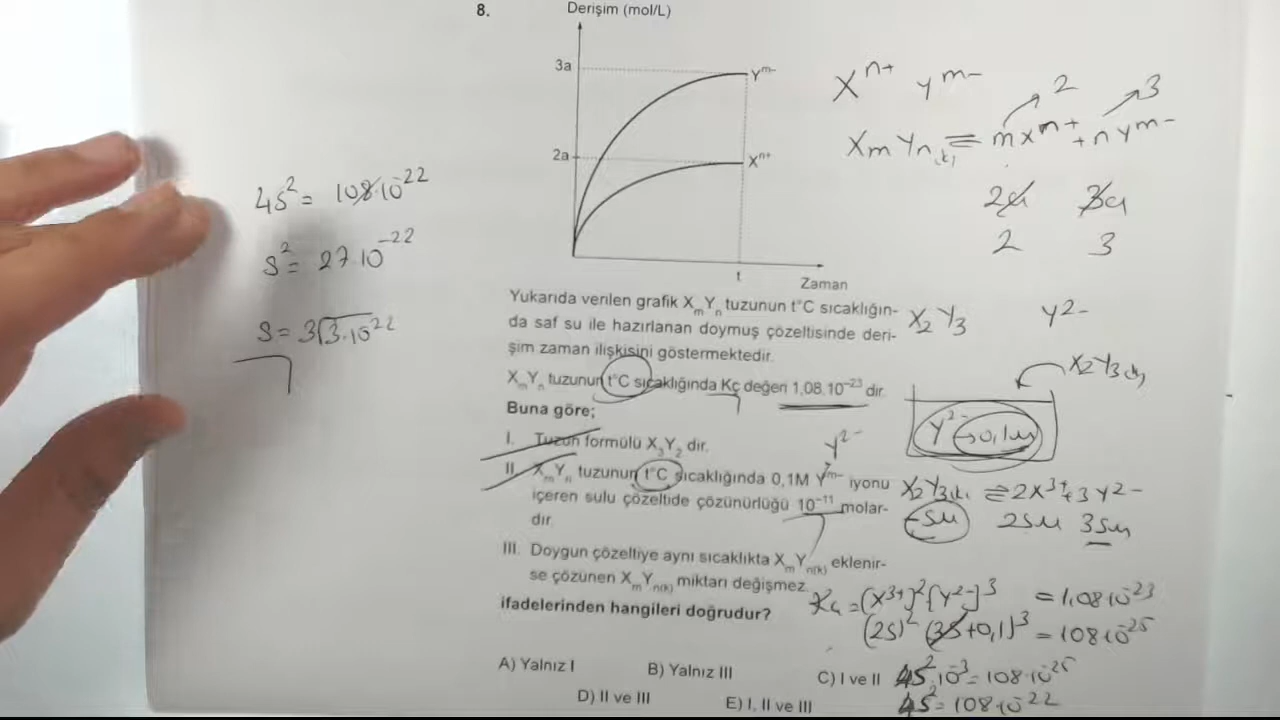 8.
Derişim (mol/L)
3a
Yᵐ⁻
2a
Xⁿ⁺
t
Zaman
Yukarıda verilen grafik XₘYₙ tuzunun t°C sıcaklığın-
da saf su ile hazırlanan doymuş çözeltisinde deri-
şim zaman ilişkisini göstermektedir.
XₘYₙ tuzunun t°C sıcaklığında Kç değeri 1,08.10⁻²³ dir.
Buna göre;
I. Tuzun formülü X₃Y₂ dir.
II. XₘYₙ tuzunun t°C sıcaklığında 0,1M Yᵐ⁻ iyonu
içeren sulu çözeltide çözünürlüğü 10⁻¹¹ molar-
dır.
III. Doygun çözeltiye aynı sıcaklıkta XₘYₙ₍ₖ₎ eklenir-
se çözünen XₘYₙ₍ₖ₎ miktarı değişmez.
ifadelerinden hangileri doğrudur?
A) Yalnız I B) Yalnız III C) I ve II
D) II ve III E) I, II ve III
4s² = 108·10⁻²²
s² = 27·10⁻²²
s = 3√3·10⁻²²
Xⁿ⁺ Yᵐ⁻
2 3
XₘYₙ₍ₖ₎ ⇌ mXᵐ⁺ + nYᵐ⁻
2a 3a
2 3
X₂Y₃ Y²⁻
X₂Y₃₍ₖ₎
Y²⁻ → 0,1M
Y²⁻
X₂Y₃₍ₖ₎ ⇌ 2X³⁺ + 3Y²⁻
-SM 2SM 3SM
Kç = [X³⁺]²[Y²⁻]³ = 1,08·10⁻²³
(2S)² (3S+0,1)³ = 108·10⁻²⁵
4S²·10⁻³ = 108·10⁻²⁵
4S² = 108·10⁻²²